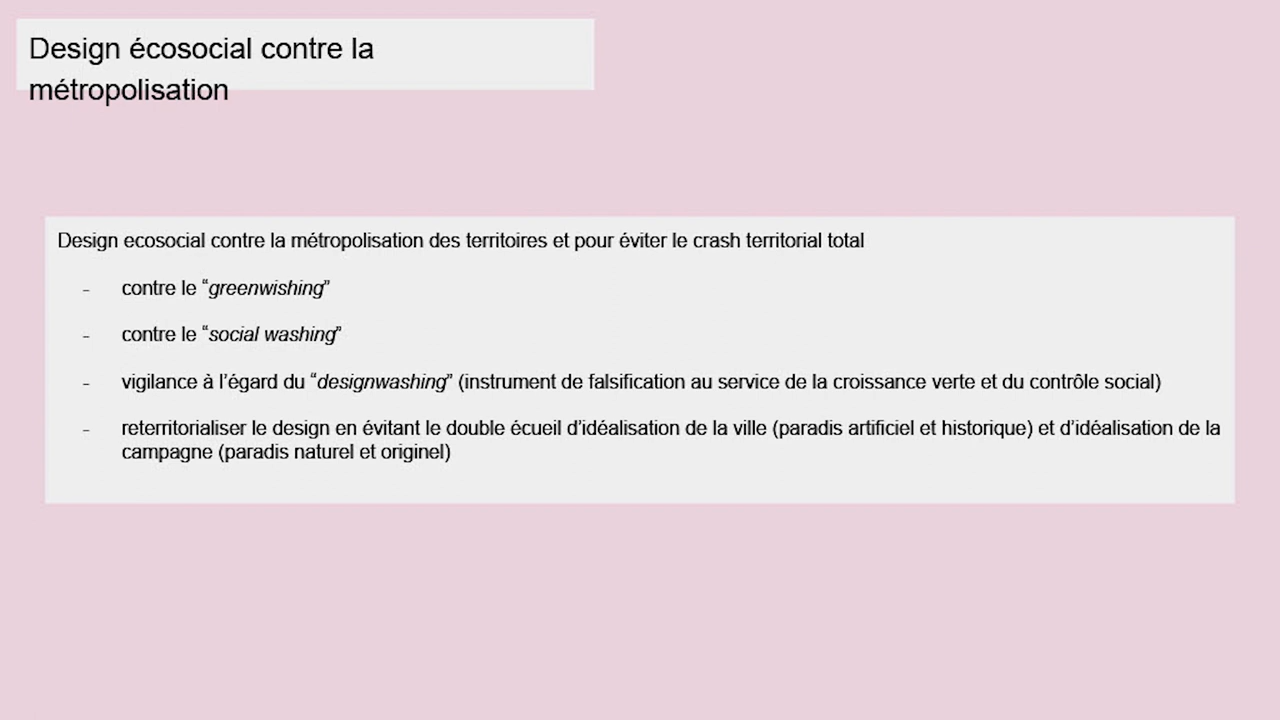 Design écosocial contre la
métropolisation
Design ecosocial contre la métropolisation des territoires et pour éviter le crash territorial total
- contre le “greenwishing”
- contre le “social washing”
- vigilance à l’égard du “designwashing” (instrument de falsification au service de la croissance verte et du contrôle social)
- reterritorialiser le design en évitant le double écueil d’idéalisation de la ville (paradis artificiel et historique) et d’idéalisation de la
campagne (paradis naturel et originel)